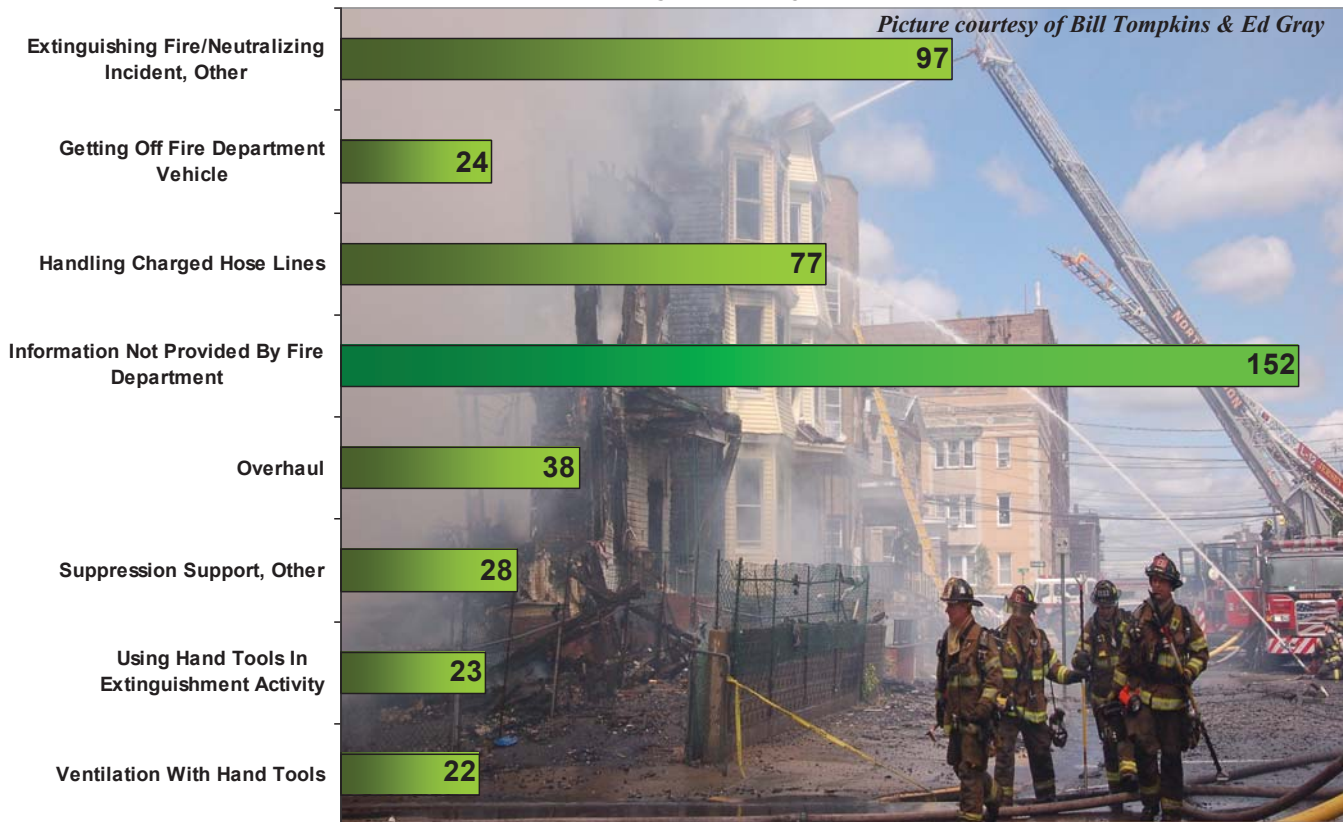 Picture courtesy of Bill Tompkins & Ed Gray
Extinguishing Fire/Neutralizing
Incident, Other
97
Getting Off Fire Department
Vehicle
24
Handling Charged Hose Lines
77
Information Not Provided By Fire
Department
152
Overhaul
38
Suppression Support, Other
28
Using Hand Tools In
Extinguishment Activity
23
Ventilation With Hand Tools
22
L-12